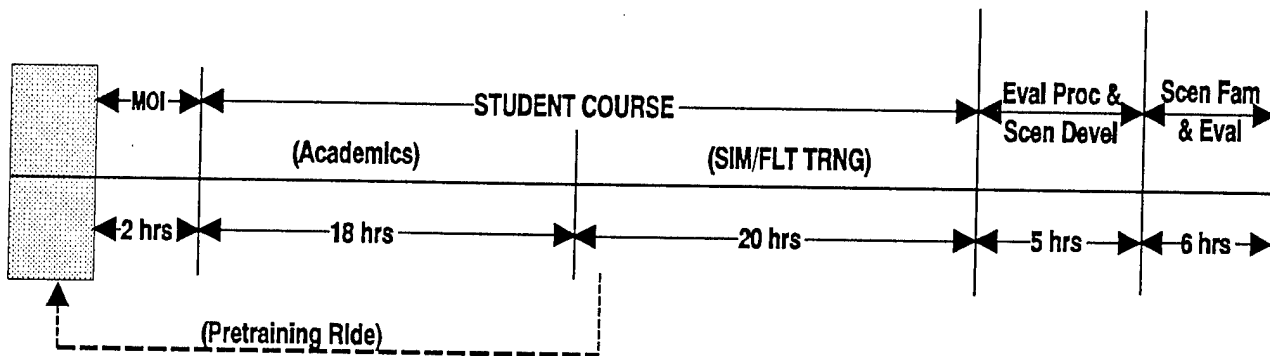 MOI
STUDENT COURSE
Eval Proc &
Scen Devel
Scen Fam
& Eval
(Academics)
(SIM/FLT TRNG)
2 hrs
18 hrs
20 hrs
5 hrs
6 hrs
(Pretraining Ride)